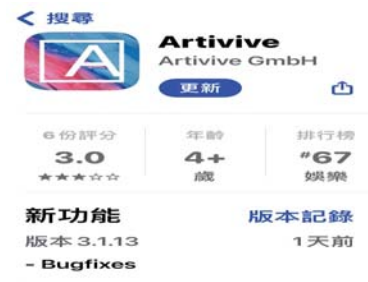 搜尋
A
Artivive
Artivive GmbH
更新
6 份評分
年齡
排行榜
3.0
4+
#67
★★★☆☆
歲
娛樂
新功能
版本記錄
版本 3.1.13
1 天前
- Bugfixes